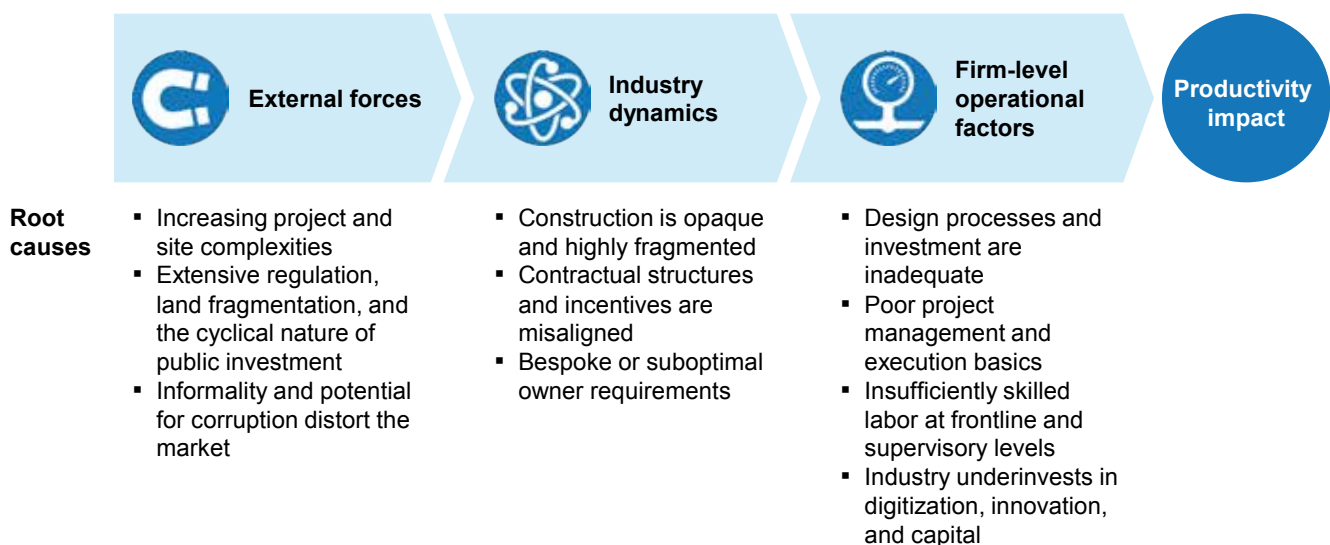 External forces
Industry
dynamics
Firm-level
operational
factors
Productivity
impact
Root
causes
▪ Increasing project and
site complexities
▪ Extensive regulation,
land fragmentation, and
the cyclical nature of
public investment
▪ Informality and potential
for corruption distort the
market
▪ Construction is opaque
and highly fragmented
▪ Contractual structures
and incentives are
misaligned
▪ Bespoke or suboptimal
owner requirements
▪ Design processes and
investment are
inadequate
▪ Poor project
management and
execution basics
▪ Insufficiently skilled
labor at frontline and
supervisory levels
▪ Industry underinvests in
digitization, innovation,
and capital